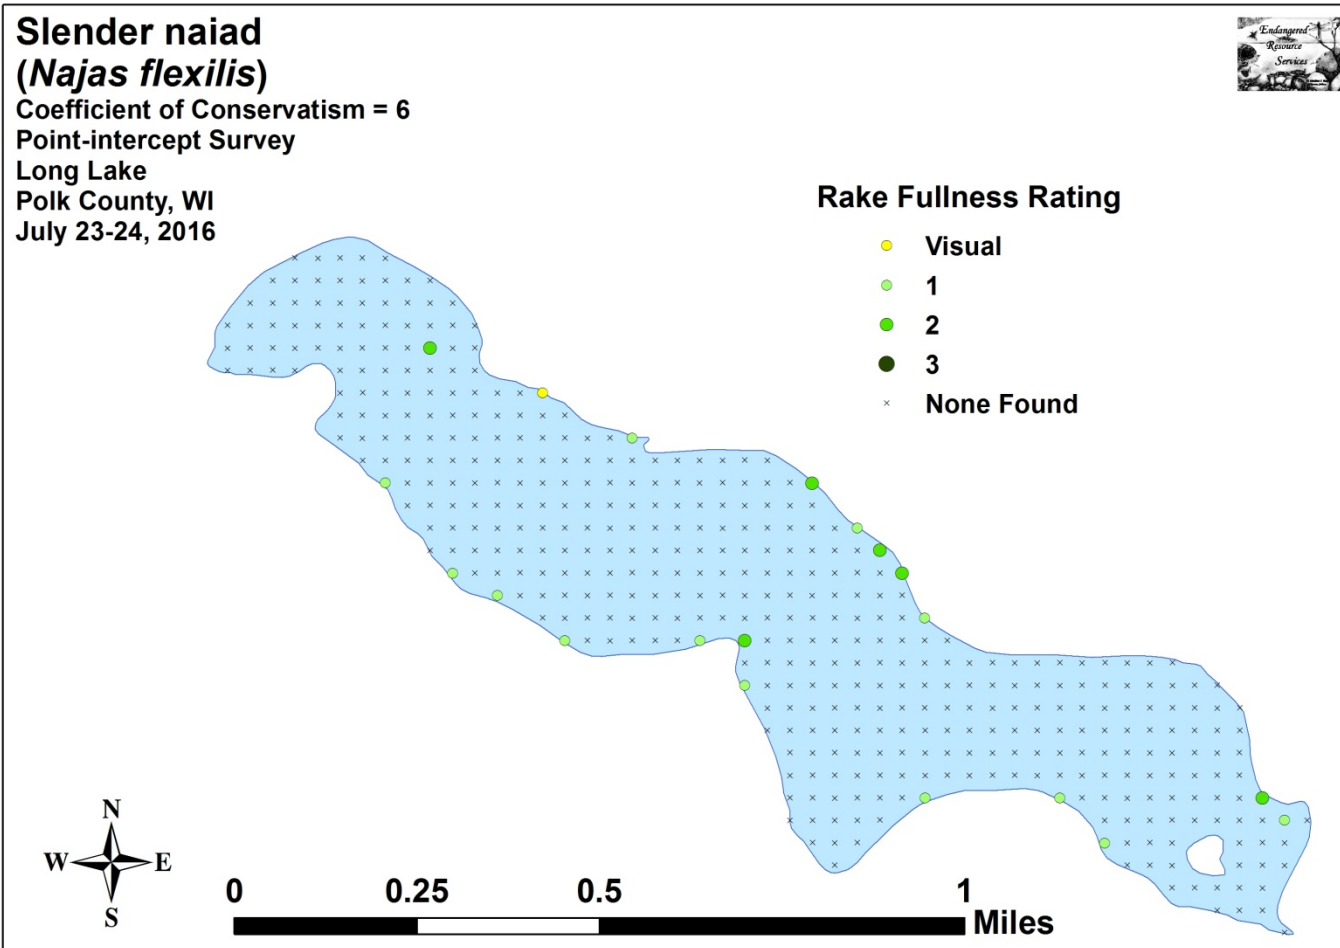 Slender naiad
(Najas flexilis)
Coefficient of Conservatism = 6
Point-intercept Survey
Long Lake
Polk County, WI
July 23-24, 2016
Endangered
Resource
Services
Rake Fullness Rating
Visual
1
2
3
None Found
N
W E
S
0 0.25 0.5 1
Miles